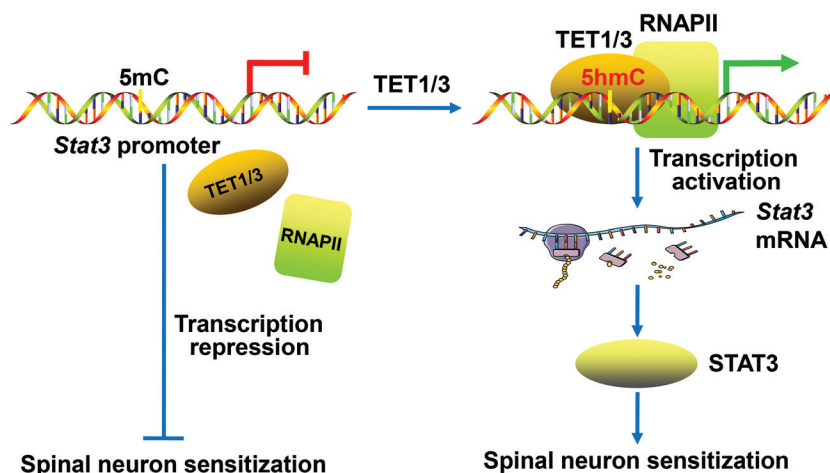 5mC
Stat3 promoter
TET1/3
RNAPII
Transcription
repression
Spinal neuron sensitization
TET1/3
RNAPII
TET1/3
5hmC
Transcription
activation
Stat3
mRNA
STAT3
Spinal neuron sensitization